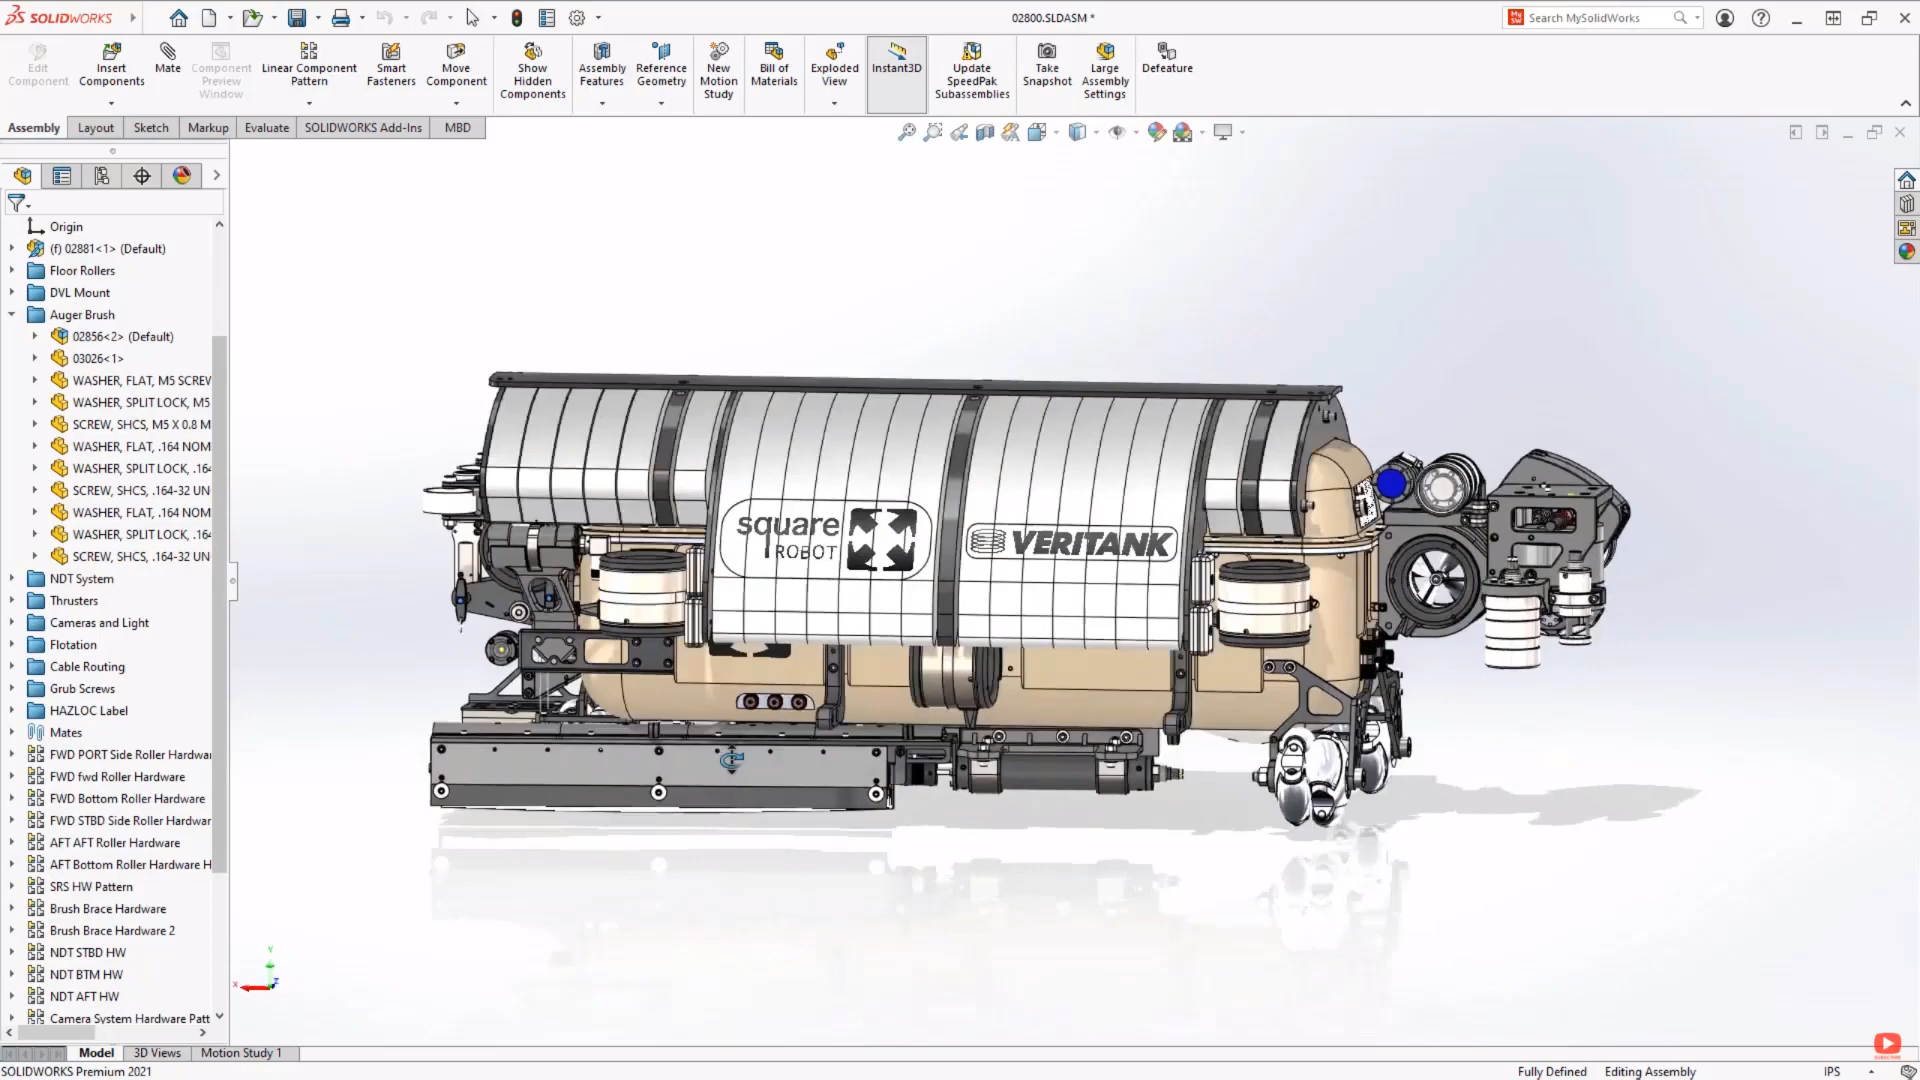 SOLIDWORKS
02800.SLDASM *
Search MySolidWorks
Edit Component
Insert Components
Mate
Component Preview Window
Linear Component Pattern
Smart Fasteners
Move Component
Show Hidden Components
Assembly Features
Reference Geometry
New Motion Study
Bill of Materials
Exploded View
Instant3D
Update SpeedPak Subassemblies
Take Snapshot
Large Assembly Settings
Defeature
Assembly
Layout
Sketch
Markup
Evaluate
SOLIDWORKS Add-Ins
MBD
Origin
(f) 02881<1> (Default)
Floor Rollers
DVL Mount
Auger Brush
02856<2> (Default)
03026<1>
WASHER, FLAT, M5 SCREW
WASHER, SPLIT LOCK, M5
SCREW, SHCS, M5 X 0.8 M
WASHER, FLAT, .164 NOM
WASHER, SPLIT LOCK, .164
SCREW, SHCS, .164-32 UN
WASHER, FLAT, .164 NOM
WASHER, SPLIT LOCK, .164
SCREW, SHCS, .164-32 UN
NDT System
Thrusters
Cameras and Light
Flotation
Cable Routing
Grub Screws
HAZLOC Label
Mates
FWD PORT Side Roller Hardwar
FWD fwd Roller Hardware
FWD Bottom Roller Hardware
FWD STBD Side Roller Hardwar
AFT AFT Roller Hardware
AFT Bottom Roller Hardware H
SRS HW Pattern
Brush Brace Hardware
Brush Brace Hardware 2
NDT STBD HW
NDT BTM HW
NDT AFT HW
Camera System Hardware Patt
square
ROBOT
VERITANK
Y
X
Z
Model
3D Views
Motion Study 1
SOLIDWORKS Premium 2021
Fully Defined
Editing Assembly
IPS